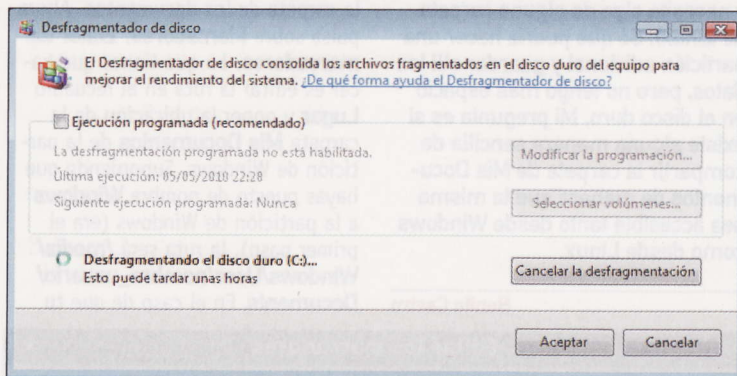 Desfragmentador de disco
El Desfragmentador de disco consolida los archivos fragmentados en el disco duro del equipo para
mejorar el rendimiento del sistema. ¿De qué forma ayuda el Desfragmentador de disco?
Ejecución programada (recomendado)
La desfragmentación programada no está habilitada.
Última ejecución: 05/05/2010 22:28
Siguiente ejecución programada: Nunca
Modificar la programación...
Seleccionar volúmenes...
Desfragmentando el disco duro (C:)...
Esto puede tardar unas horas
Cancelar la desfragmentación
Aceptar
Cancelar